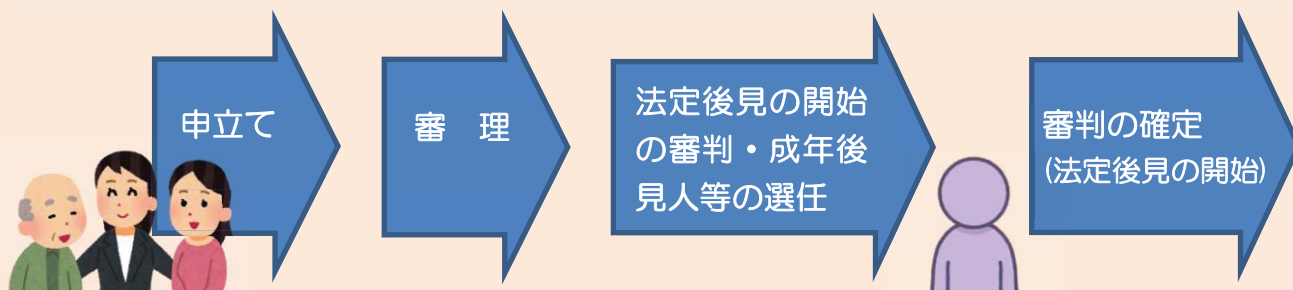 申立て
審　理
法定後見の開始
の審判・成年後
見人等の選任
審判の確定
(法定後見の開始)